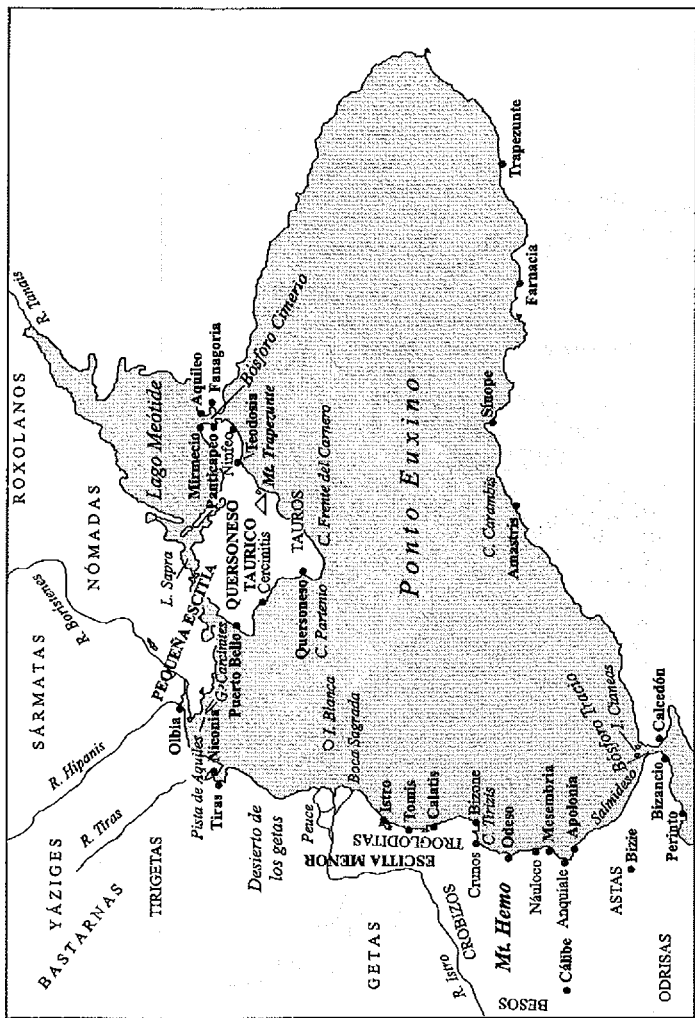 ROXOLANOS
R. Tanais
SÁRMATAS
NÓMADAS
R. Borístenes
Lago Meotide
L. Sapra
Mirmecio
Aquileo
Panticapeo
Fanagoria
Bósforo Cimerio
Ninfeo
Teodosia
Mt. Trapezunte
YÁZIGES
BASTARNAS
R. Hípanis
R. Tiras
TIRIGETAS
Olbia
PEQUEÑA ESCITIA
QUERSONESO
TAURICO
Cercinitis
TAUROS
G. Carcinites
Puerto Bello
Niconia
Pista de Aquiles
Tiras
Quersoneso
C. Partenio
C. Frente del Carnero
Desierto de
los getas
Peuce
I. Blanca
Boca Sagrada
GETAS
Istro
Tomis
Calatis
ESCITIA MENOR
TROGLODITAS
Ponto Euxino
R. Istro
CROBIZOS
Bizone
C. Tirizis
Crunos
Odeso
Mt. Hemo
Náuloco
Mesembria
Anquiale
Apolonia
Cálibe
BESOS
Salmideso
ASTAS
Bizie
ODRISAS
Bósforo Tracio
I. Cianeas
Calcedón
Bizancio
Perinto
C. Carambis
Amastris
Sinope
Farnacia
Trapezunte